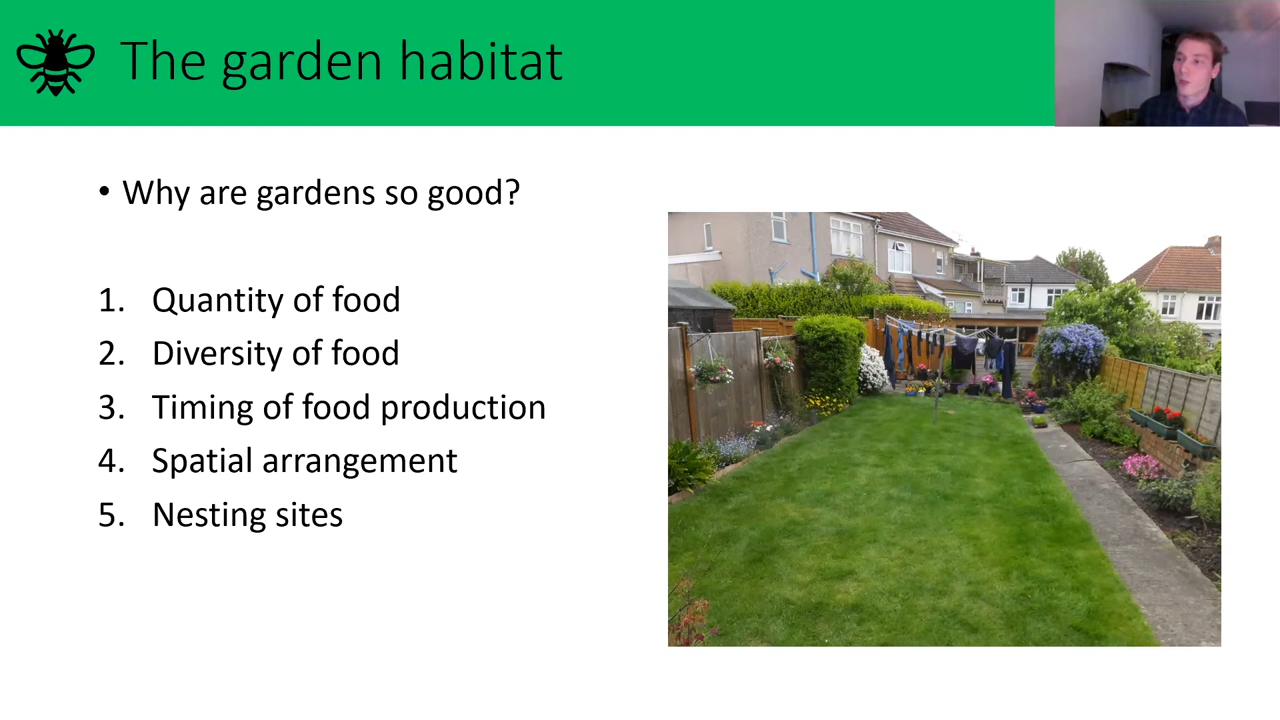 The garden habitat
• Why are gardens so good?
1. Quantity of food
2. Diversity of food
3. Timing of food production
4. Spatial arrangement
5. Nesting sites